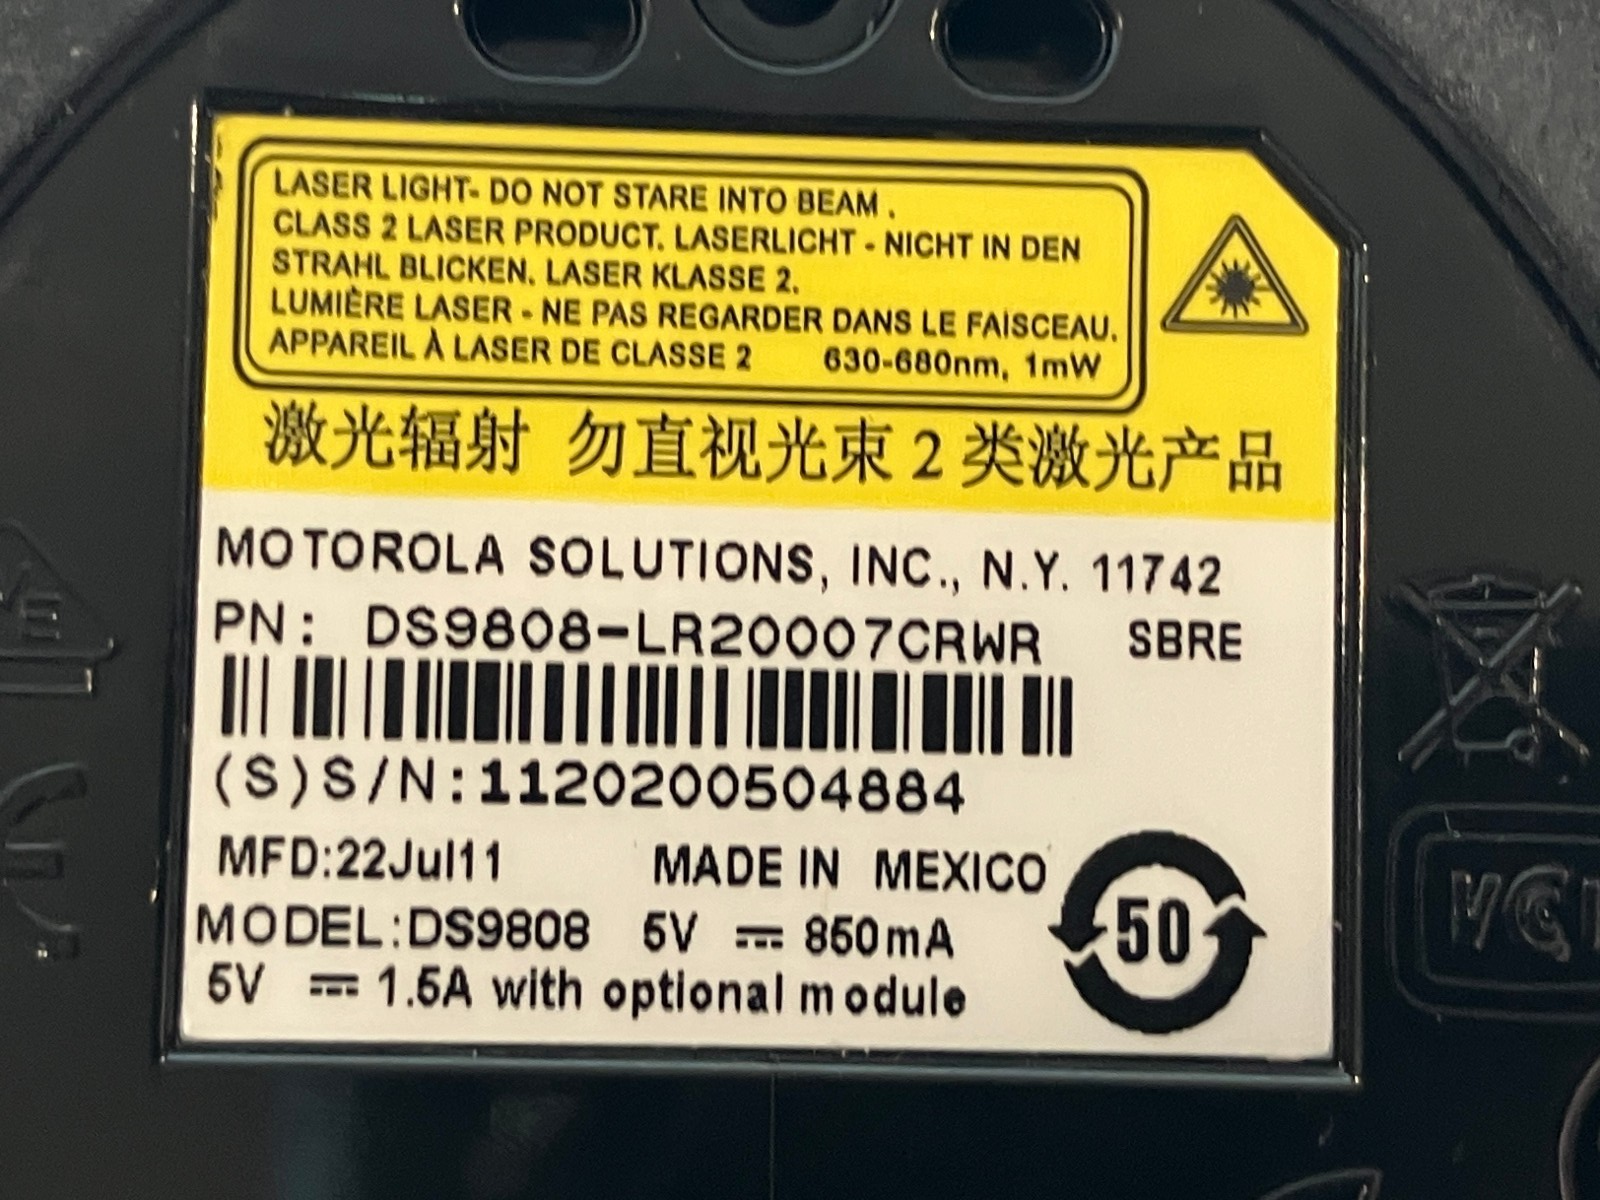 LASER LIGHT- DO NOT STARE INTO BEAM .
CLASS 2 LASER PRODUCT. LASERLICHT - NICHT IN DEN
STRAHL BLICKEN. LASER KLASSE 2.
LUMIÈRE LASER - NE PAS REGARDER DANS LE FAISCEAU.
APPAREIL À LASER DE CLASSE 2 630-680nm, 1mW
激光辐射 勿直视光束 2 类激光产品
MOTOROLA SOLUTIONS, INC., N.Y. 11742
PN: DS9808-LR20007CRWR SBRE
(S)S/N:1120200504884
MFD:22Jul11 MADE IN MEXICO
MODEL:DS9808 5V ⎓ 850mA
5V ⎓ 1.5A with optional module
50